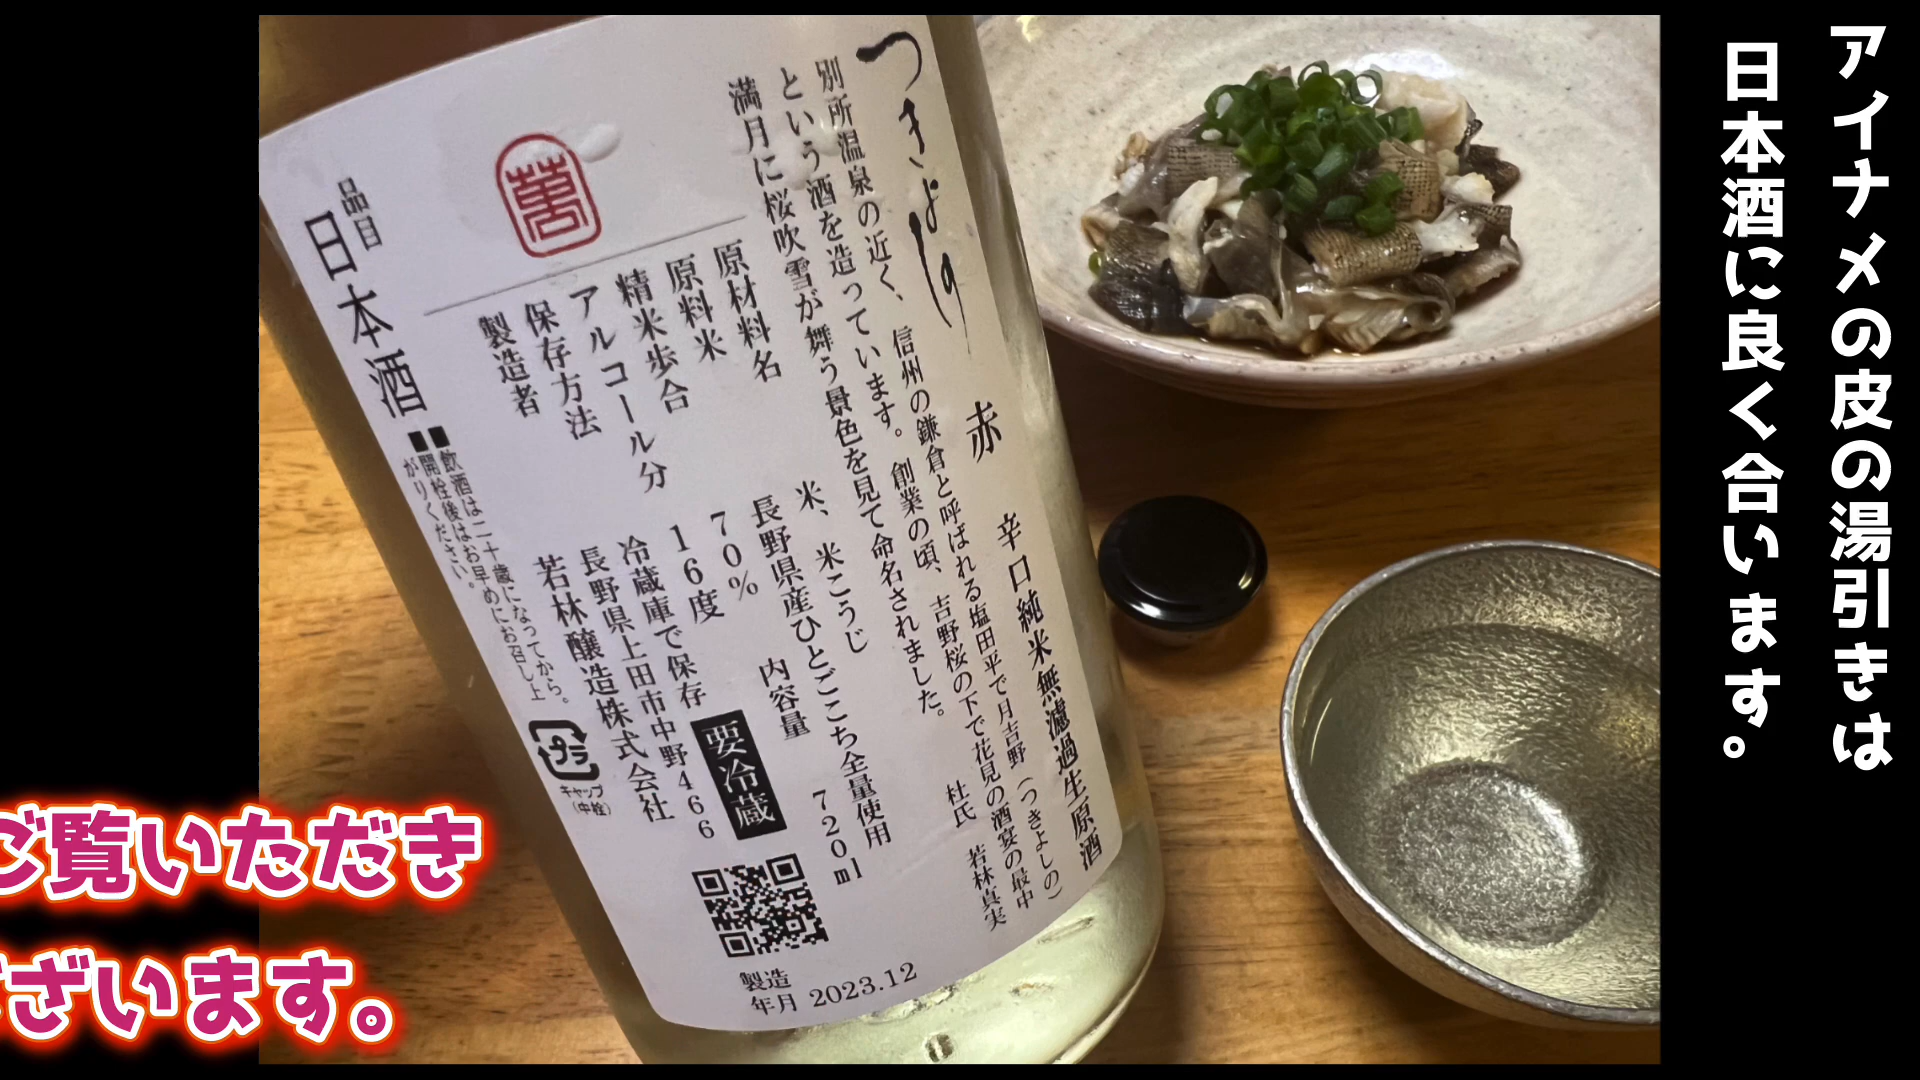 アイナメの皮の湯引きは
日本酒に良く合います。
つきよしの 赤 辛口純米無濾過生原酒
別所温泉の近く、信州の鎌倉と呼ばれる塩田平で月吉野(つきよしの)
という酒を造っています。創業の頃、吉野桜の下で花見の酒宴の最中
満月に桜吹雪が舞う景色を見て命名されました。 杜氏 若林真実
原材料名 米、米こうじ
原料米 長野県産ひとごこち全量使用
精米歩合 70% 内容量 720ml
アルコール分 16度
保存方法 冷蔵庫で保存 要冷蔵
製造者 長野県上田市中野466
若林醸造株式会社
萬
品目
日本酒
■飲酒は二十歳になってから。
■開栓後はお早めにお召し上
がりください。
プラ
キャップ
(中栓)
製造
年月 2023.12
ご覧いただき
ございます。